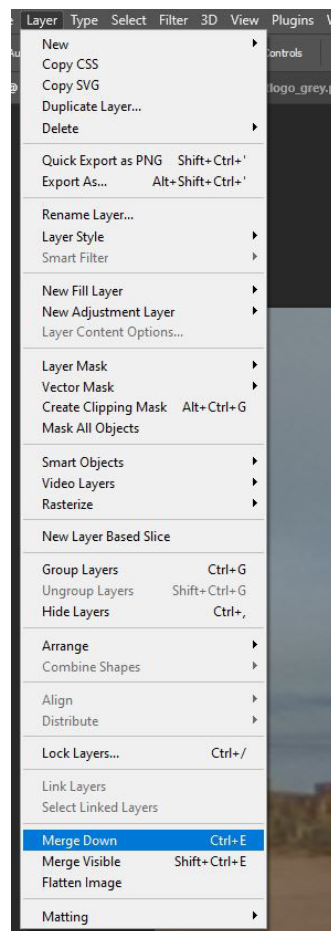 Layer Type Select Filter 3D View Plugins
New
Copy CSS
Controls
Copy SVG
logo_grey.p
Duplicate Layer...
Delete
Quick Export as PNG Shift+Ctrl+'
Export As... Alt+Shift+Ctrl+'
Rename Layer...
Layer Style
Smart Filter
New Fill Layer
New Adjustment Layer
Layer Content Options...
Layer Mask
Vector Mask
Create Clipping Mask Alt+Ctrl+G
Mask All Objects
Smart Objects
Video Layers
Rasterize
New Layer Based Slice
Group Layers Ctrl+G
Ungroup Layers Shift+Ctrl+G
Hide Layers Ctrl+,
Arrange
Combine Shapes
Align
Distribute
Lock Layers... Ctrl+/
Link Layers
Select Linked Layers
Merge Down Ctrl+E
Merge Visible Shift+Ctrl+E
Flatten Image
Matting